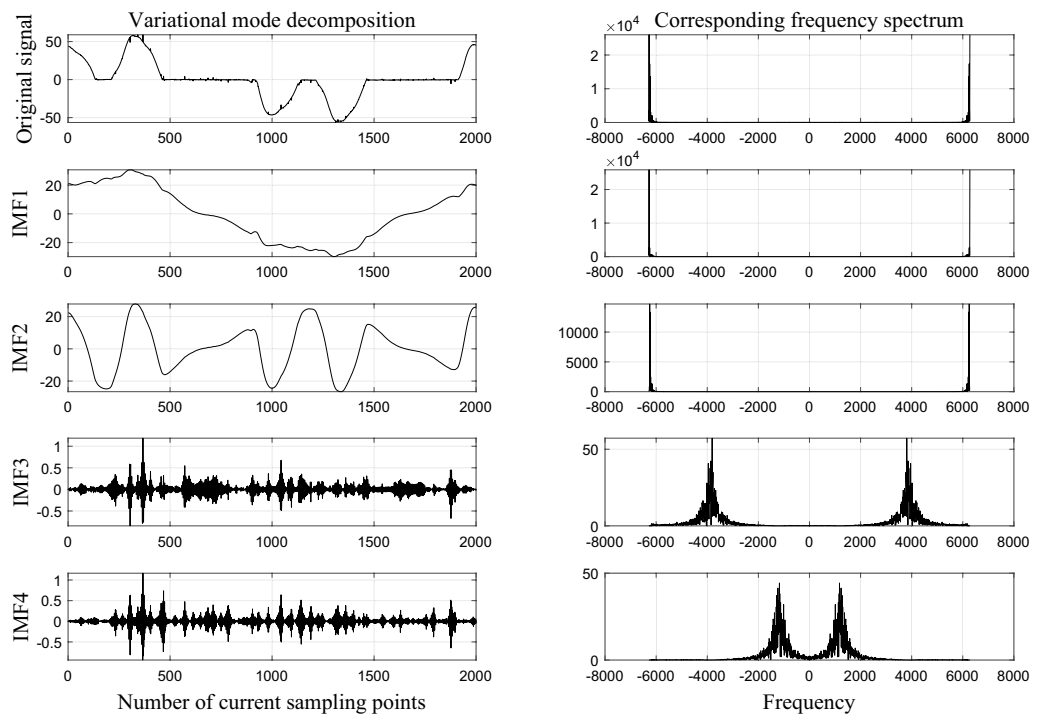 Variational mode decomposition
Corresponding frequency spectrum
Original signal
50
0
-50
0 500 1000 1500 2000
×10⁴
2
1
0
-8000 -6000 -4000 -2000 0 2000 4000 6000 8000
IMF1
20
0
-20
0 500 1000 1500 2000
×10⁴
2
1
0
-8000 -6000 -4000 -2000 0 2000 4000 6000 8000
IMF2
20
0
-20
0 500 1000 1500 2000
10000
5000
0
-8000 -6000 -4000 -2000 0 2000 4000 6000 8000
IMF3
1
0.5
0
-0.5
0 500 1000 1500 2000
50
0
-8000 -6000 -4000 -2000 0 2000 4000 6000 8000
IMF4
1
0.5
0
-0.5
0 500 1000 1500 2000
50
0
-8000 -6000 -4000 -2000 0 2000 4000 6000 8000
Number of current sampling points
Frequency